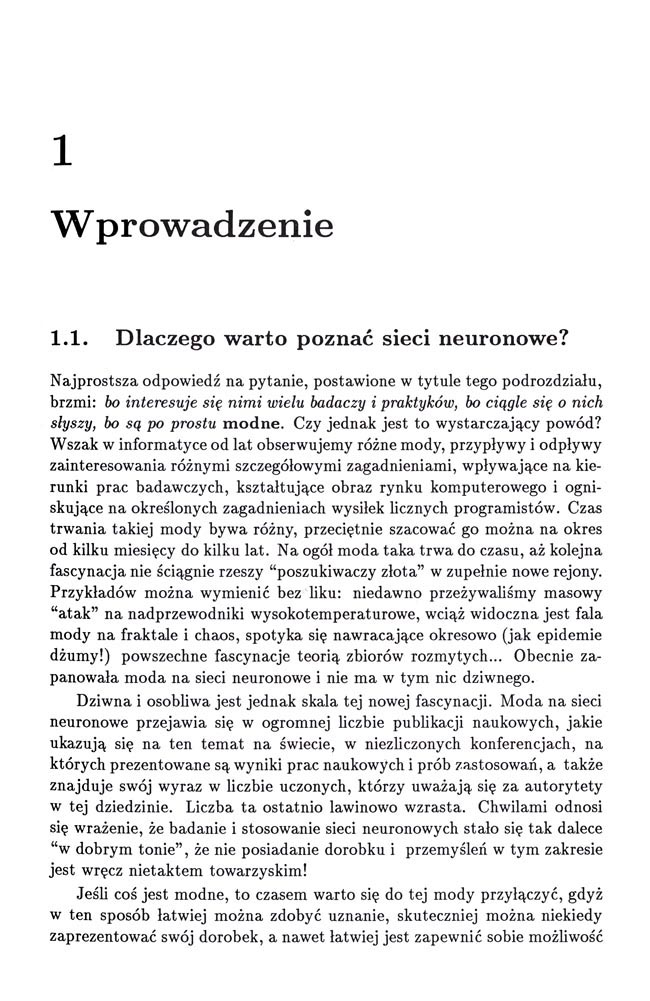 1
Wprowadzenie
1.1. Dlaczego warto poznać sieci neuronowe?
Najprostsza odpowiedź na pytanie, postawione w tytule tego podrozdziału,
brzmi: bo interesuje się nimi wielu badaczy i praktyków, bo ciągle się o nich
słyszy, bo są po prostu modne. Czy jednak jest to wystarczający powód?
Wszak w informatyce od lat obserwujemy różne mody, przypływy i odpływy
zainteresowania różnymi szczegółowymi zagadnieniami, wpływające na kie-
runki prac badawczych, kształtujące obraz rynku komputerowego i ogni-
skujące na określonych zagadnieniach wysiłek licznych programistów. Czas
trwania takiej mody bywa różny, przeciętnie szacować go można na okres
od kilku miesięcy do kilku lat. Na ogół moda taka trwa do czasu, aż kolejna
fascynacja nie ściągnie rzeszy “poszukiwaczy złota” w zupełnie nowe rejony.
Przykładów można wymienić bez liku: niedawno przeżywaliśmy masowy
“atak” na nadprzewodniki wysokotemperaturowe, wciąż widoczna jest fala
mody na fraktale i chaos, spotyka się nawracające okresowo (jak epidemie
dżumy!) powszechne fascynacje teorią zbiorów rozmytych... Obecnie za-
panowała moda na sieci neuronowe i nie ma w tym nic dziwnego.
Dziwna i osobliwa jest jednak skala tej nowej fascynacji. Moda na sieci
neuronowe przejawia się w ogromnej liczbie publikacji naukowych, jakie
ukazują się na ten temat na świecie, w niezliczonych konferencjach, na
których prezentowane są wyniki prac naukowych i prób zastosowań, a także
znajduje swój wyraz w liczbie uczonych, którzy uważają się za autorytety
w tej dziedzinie. Liczba ta ostatnio lawinowo wzrasta. Chwilami odnosi
się wrażenie, że badanie i stosowanie sieci neuronowych stało się tak dalece
“w dobrym tonie”, że nie posiadanie dorobku i przemyśleń w tym zakresie
jest wręcz nietaktem towarzyskim!
Jeśli coś jest modne, to czasem warto się do tej mody przyłączyć, gdyż
w ten sposób łatwiej można zdobyć uznanie, skuteczniej można niekiedy
zaprezentować swój dorobek, a nawet łatwiej jest zapewnić sobie możliwość